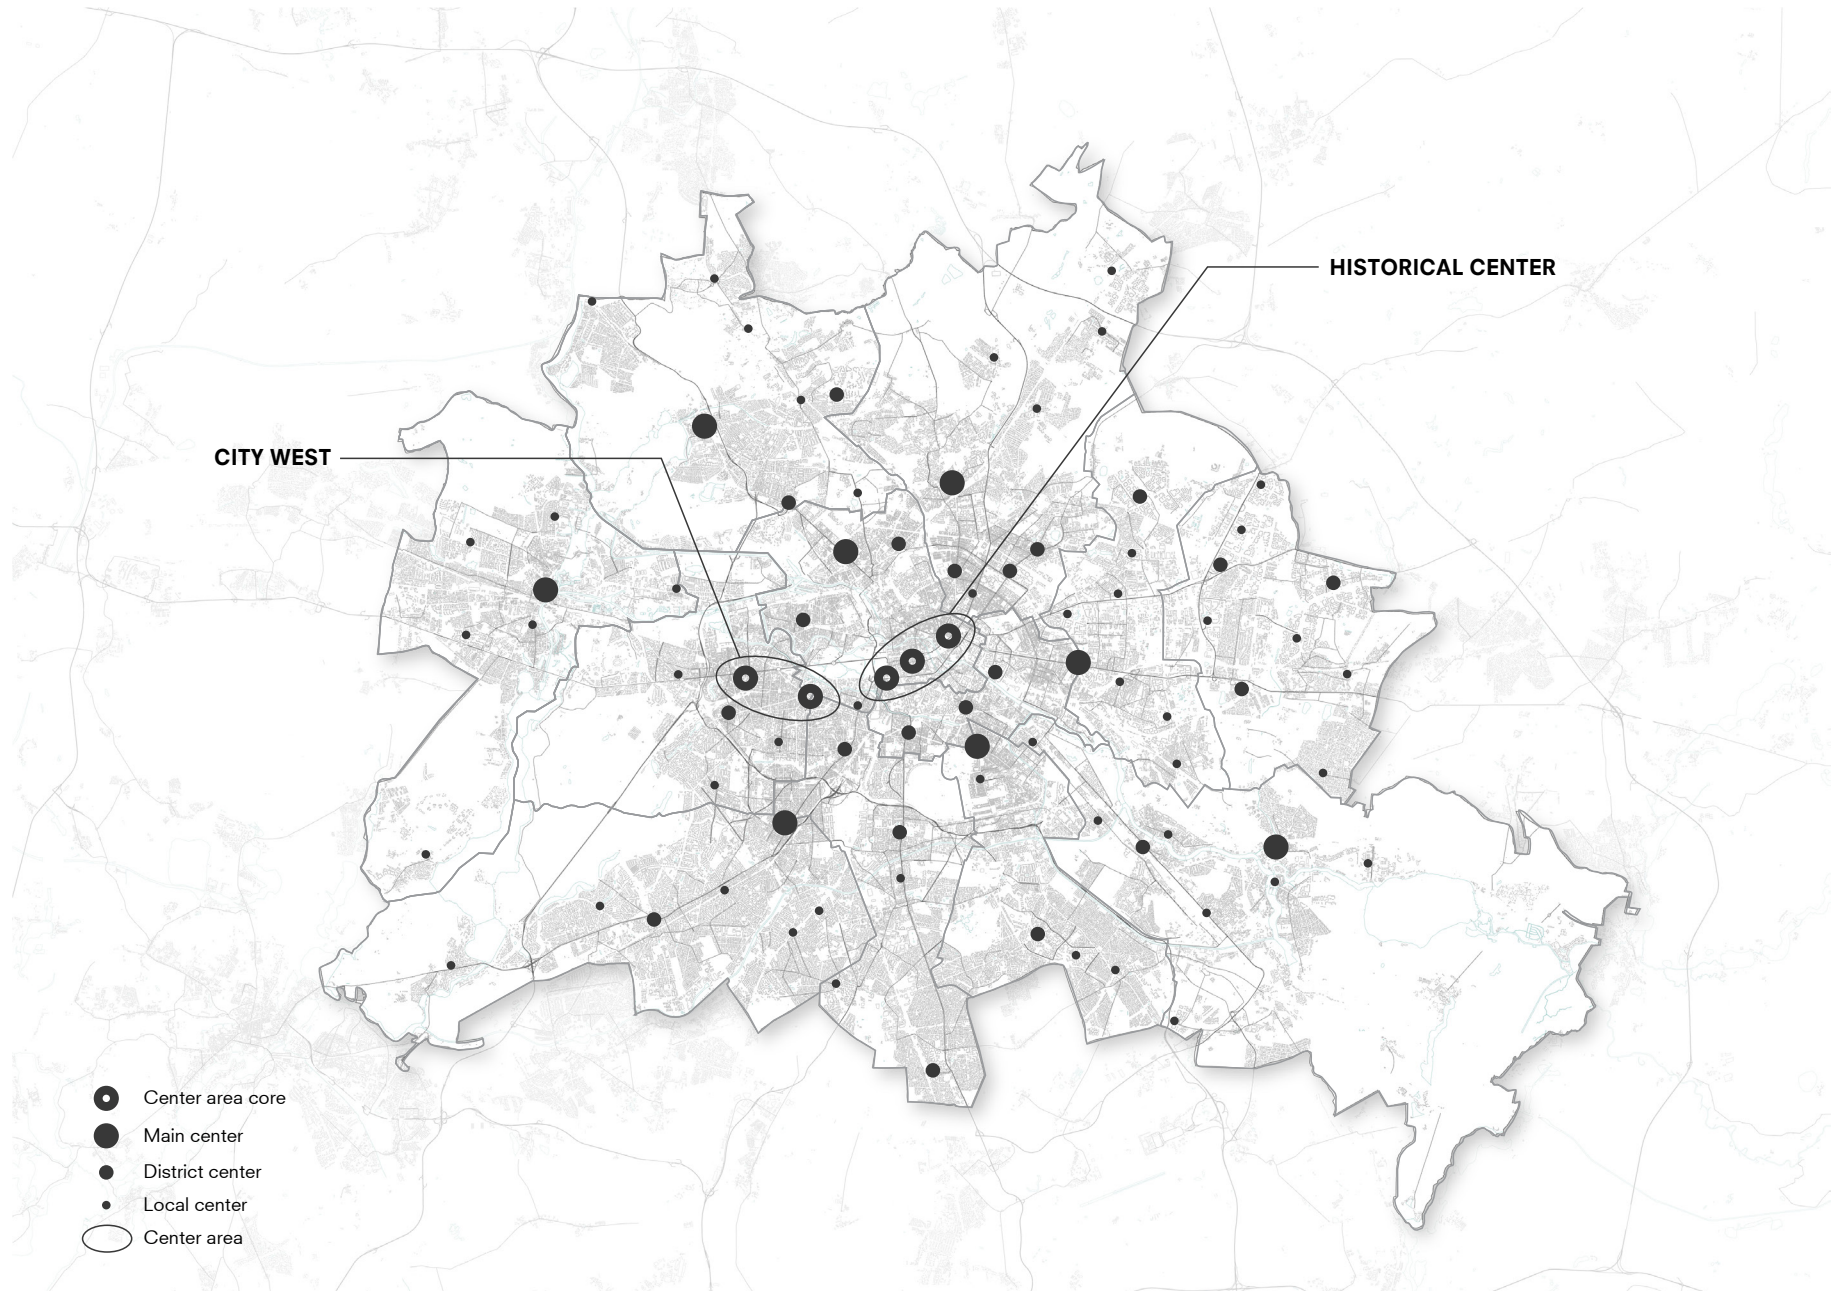 HISTORICAL CENTER
CITY WEST
Center area core
Main center
District center
Local center
Center area